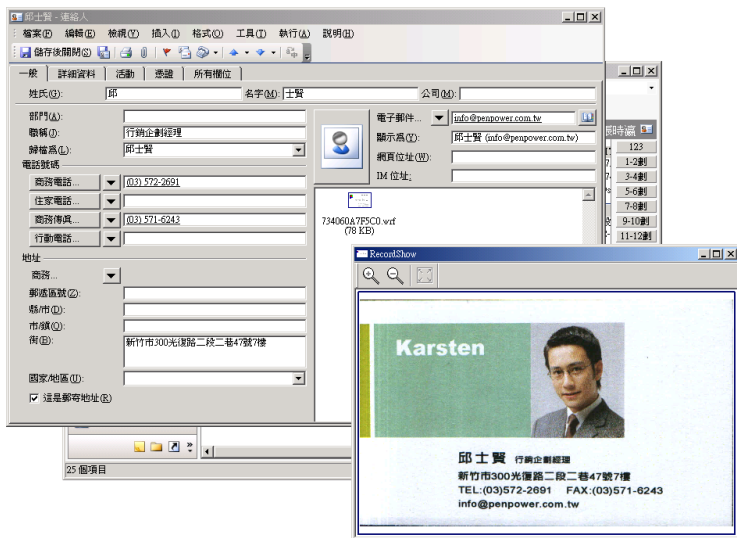 邱士賢 - 連絡人
檔案(F) 編輯(E) 檢視(V) 插入(I) 格式(O) 工具(T) 執行(A) 說明(H)
儲存後關閉(S)
一般 詳細資料 活動 憑證 所有欄位
姓氏(G): 邱 名字(M): 士賢 公司(M):
部門(A):
職稱(J): 行銷企劃經理
歸檔為(L): 邱士賢
電話號碼
商務電話... (03) 572-2691
住家電話...
商務傳真... (03) 571-6243
行動電話...
地址
商務...
郵遞區號(Z):
縣/市(D):
市/鎮(Q):
街(B): 新竹市300光復路二段二巷47號7樓
國家/地區(U):
這是郵寄地址(R)
電子郵件... info@penpower.com.tw
顯示為(Y): 邱士賢 (info@penpower.com.tw)
網頁位址(W):
IM 位址:
734060A7F5C0.wrf
(78 KB)
123
1-2劃
3-4劃
5-6劃
7-8劃
9-10劃
11-12劃
25 個項目
RecordShow
Karsten
邱士賢 行銷企劃經理
新竹市300光復路二段二巷47號7樓
TEL:(03)572-2691 FAX:(03)571-6243
info@penpower.com.tw